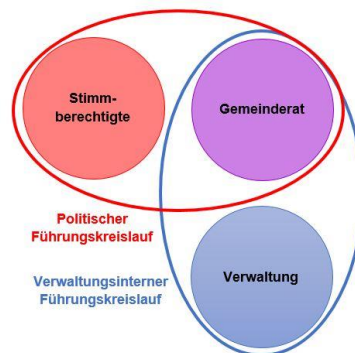 Stimm-
berechtigte
Gemeinderat
Politischer
Führungskreislauf
Verwaltungsinterner
Führungskreislauf
Verwaltung